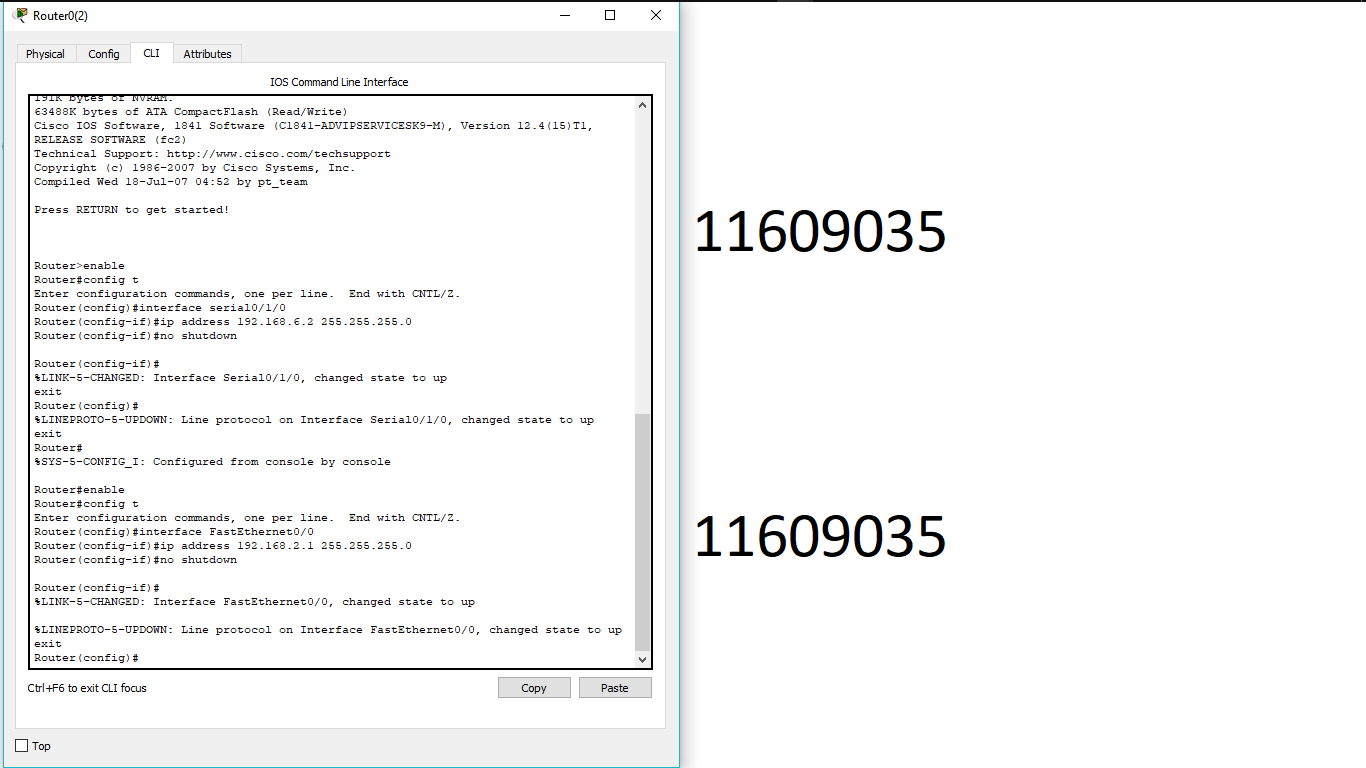 Router0(2)
Physical Config CLI Attributes
IOS Command Line Interface
191K bytes of NVRAM.
63488K bytes of ATA CompactFlash (Read/Write)
Cisco IOS Software, 1841 Software (C1841-ADVIPSERVICESK9-M), Version 12.4(15)T1,
RELEASE SOFTWARE (fc2)
Technical Support: http://www.cisco.com/techsupport
Copyright (c) 1986-2007 by Cisco Systems, Inc.
Compiled Wed 18-Jul-07 04:52 by pt_team
Press RETURN to get started!
Router>enable
Router#config t
Enter configuration commands, one per line.  End with CNTL/Z.
Router(config)#interface serial0/1/0
Router(config-if)#ip address 192.168.6.2 255.255.255.0
Router(config-if)#no shutdown
Router(config-if)#
%LINK-5-CHANGED: Interface Serial0/1/0, changed state to up
exit
Router(config)#
%LINEPROTO-5-UPDOWN: Line protocol on Interface Serial0/1/0, changed state to up
exit
Router#
%SYS-5-CONFIG_I: Configured from console by console
Router#enable
Router#config t
Enter configuration commands, one per line.  End with CNTL/Z.
Router(config)#interface FastEthernet0/0
Router(config-if)#ip address 192.168.2.1 255.255.255.0
Router(config-if)#no shutdown
Router(config-if)#
%LINK-5-CHANGED: Interface FastEthernet0/0, changed state to up
%LINEPROTO-5-UPDOWN: Line protocol on Interface FastEthernet0/0, changed state to up
exit
Router(config)#
Ctrl+F6 to exit CLI focus
Copy Paste
Top
11609035
11609035